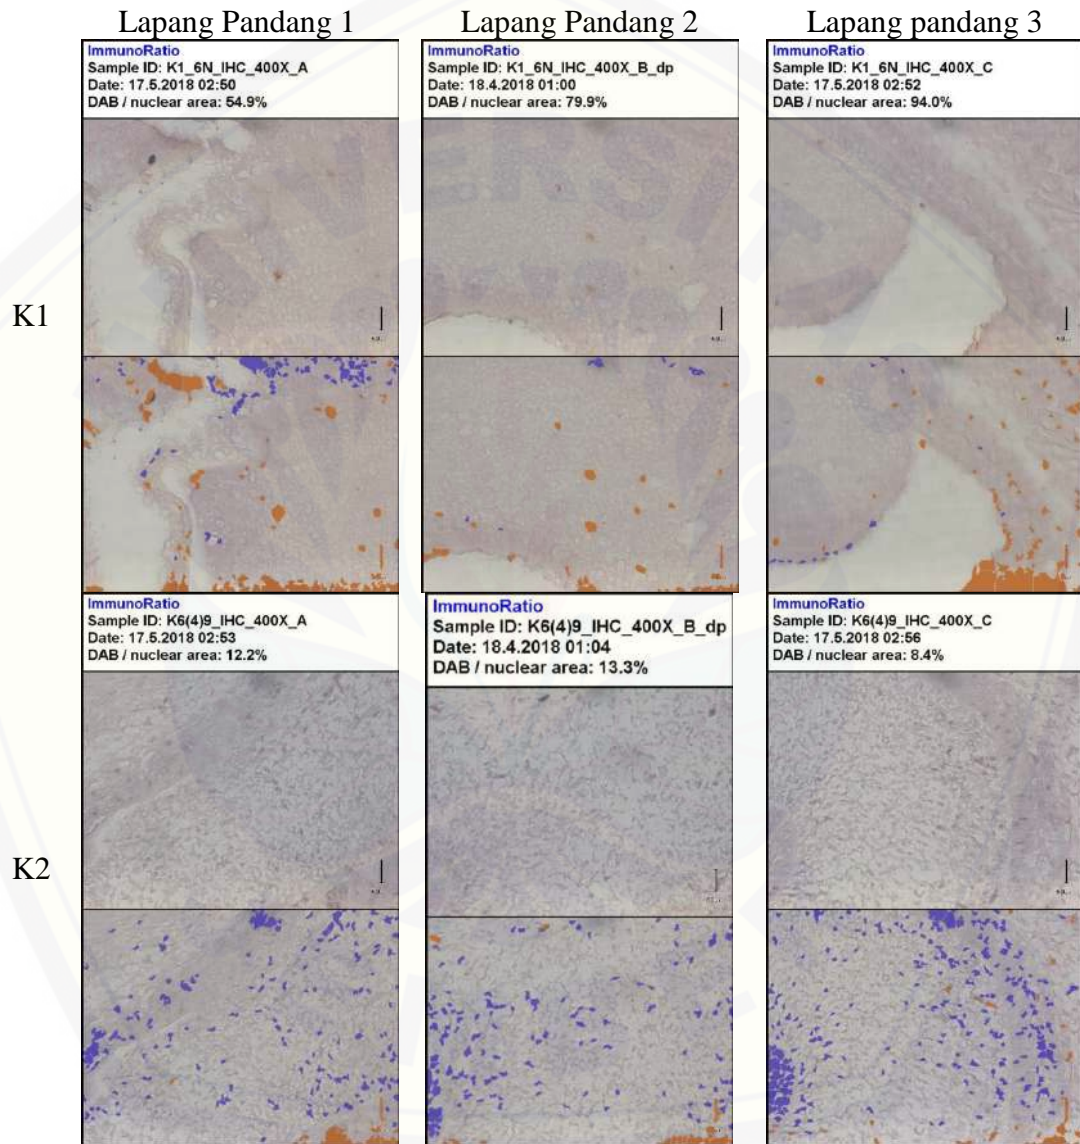 Lapang Pandang 1
Lapang Pandang 2
Lapang pandang 3
ImmunoRatio
Sample ID: K1_6N_IHC_400X_A
Date: 17.5.2018 02:50
DAB / nuclear area: 54.9%
ImmunoRatio
Sample ID: K1_6N_IHC_400X_B_dp
Date: 18.4.2018 01:00
DAB / nuclear area: 79.9%
ImmunoRatio
Sample ID: K1_6N_IHC_400X_C
Date: 17.5.2018 02:52
DAB / nuclear area: 94.0%
K1
ImmunoRatio
Sample ID: K6(4)9_IHC_400X_A
Date: 17.5.2018 02:53
DAB / nuclear area: 12.2%
ImmunoRatio
Sample ID: K6(4)9_IHC_400X_B_dp
Date: 18.4.2018 01:04
DAB / nuclear area: 13.3%
ImmunoRatio
Sample ID: K6(4)9_IHC_400X_C
Date: 17.5.2018 02:56
DAB / nuclear area: 8.4%
K2